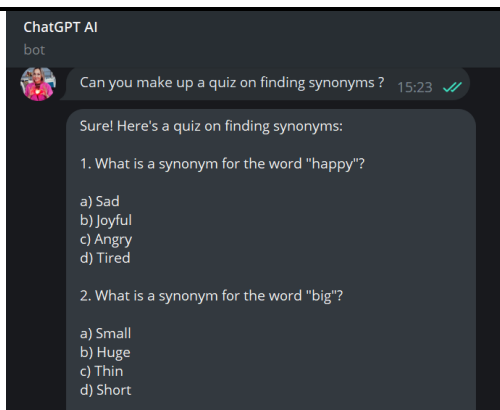 ChatGPT AI
bot
Can you make up a quiz on finding synonyms ?
15:23
Sure! Here's a quiz on finding synonyms:
1. What is a synonym for the word "happy"?
a) Sad
b) Joyful
c) Angry
d) Tired
2. What is a synonym for the word "big"?
a) Small
b) Huge
c) Thin
d) Short